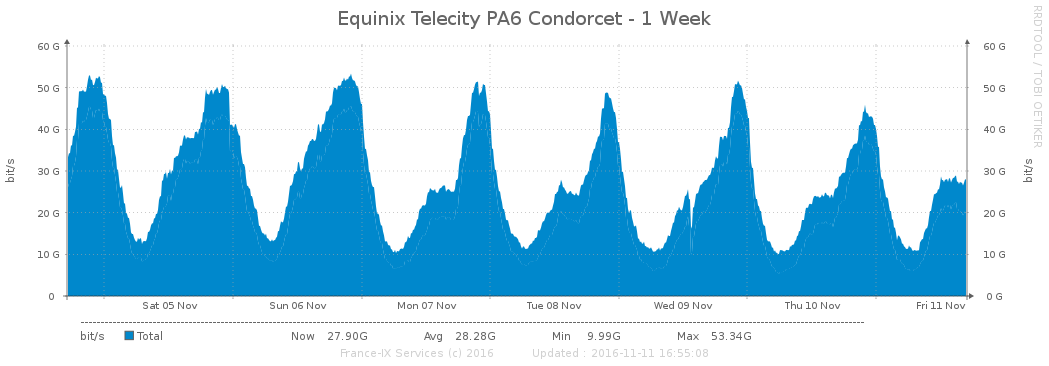 Equinix Telecity PA6 Condorcet - 1 Week
RRDTOOL / TOBI OETIKER
60 G 60 G
50 G 50 G
40 G 40 G
30 G 30 G
20 G 20 G
10 G 10 G
0 0 G
bit/s
bit/s
Sat 05 Nov Sun 06 Nov Mon 07 Nov Tue 08 Nov Wed 09 Nov Thu 10 Nov Fri 11 Nov
bit/s Total Now 27.90G Avg 28.28G Min 9.99G Max 53.34G
France-IX Services (c) 2016 Updated : 2016-11-11 16:55:08